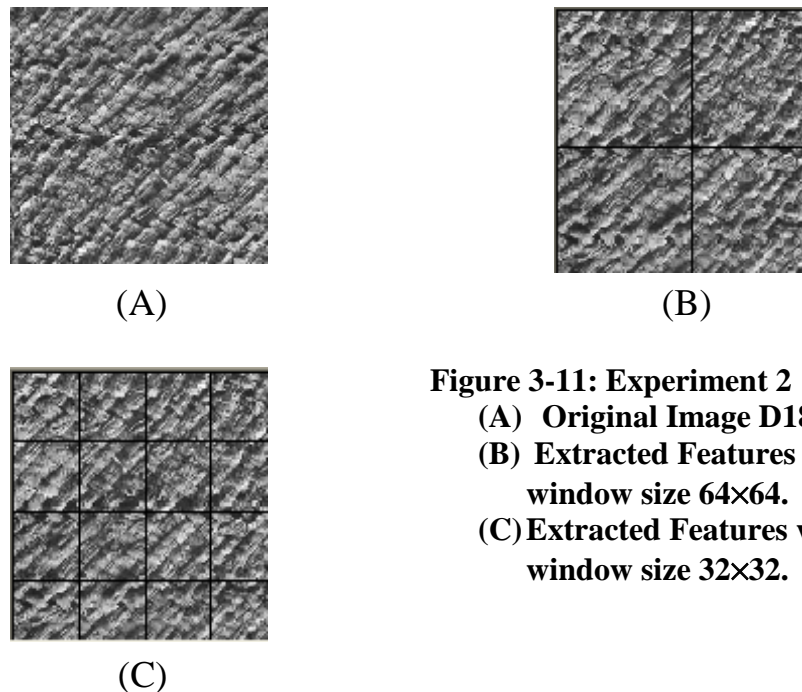 (A)
(B)
(C)
Figure 3-11: Experiment 2
(A) Original Image D18
(B) Extracted Features
window size 64×64.
(C) Extracted Features
window size 32×32.